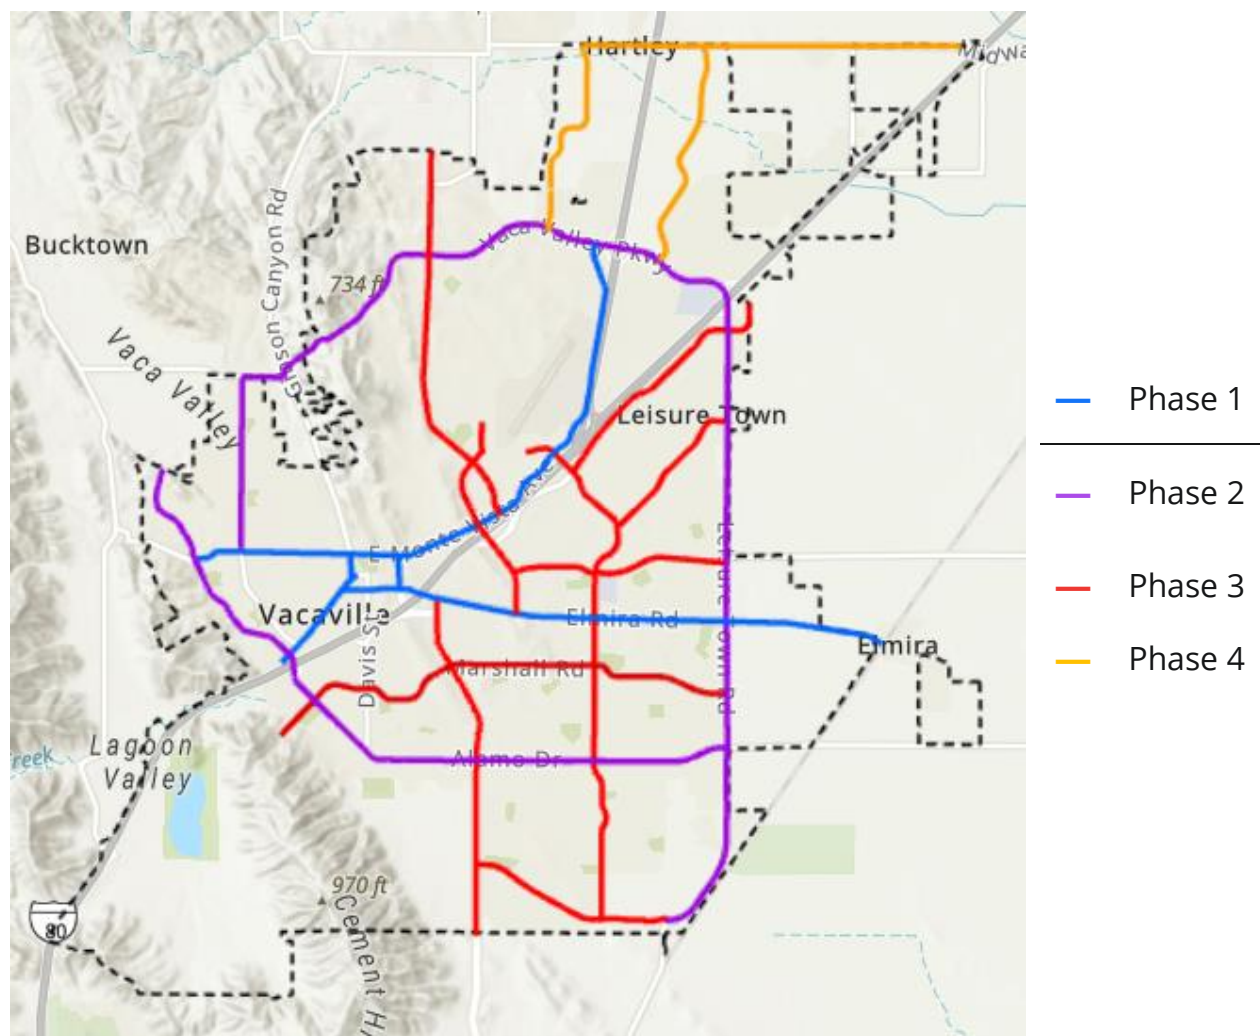 Hartley
Midwa
Bucktown
Gibson Canyon Rd
Vaca Valley Pkwy
734 ft
Vaca Valley
Leisure Town
Phase 1
Phase 2
Phase 3
Phase 4
E Monte Vista Ave
Leisure Town Rd
Vacaville
Elmira Rd
Elmira
Davis St
Marshall Rd
Lagoon
Valley
reek
Alamo Dr
970 ft
Cement H
80